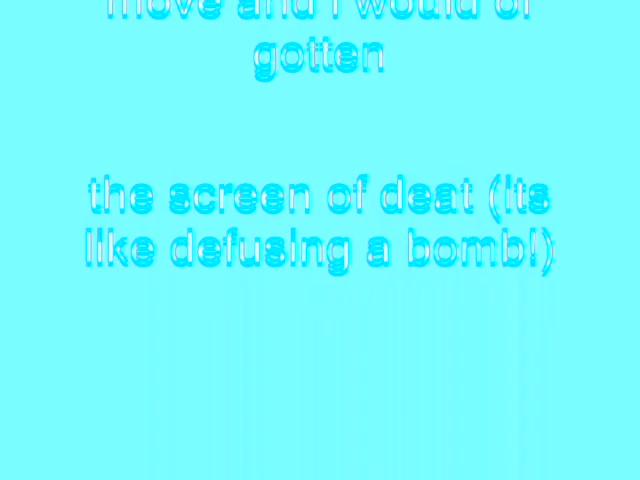 move and i would of
gotten
the screen of deat (its
like defusing a bomb!)